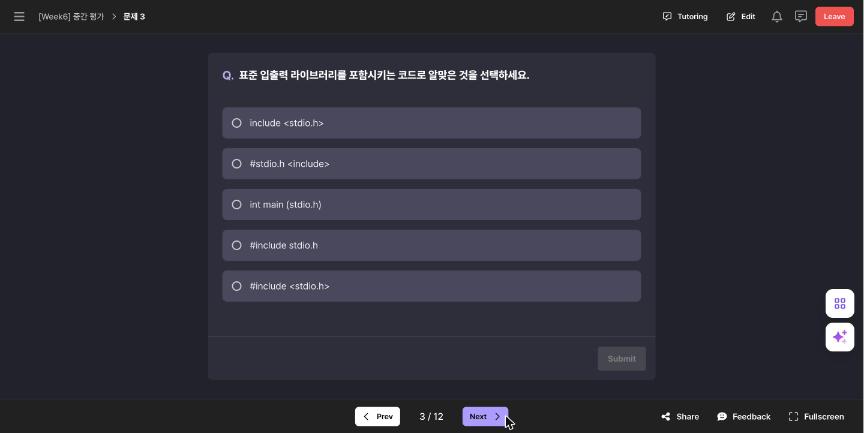 [Week6] 중간 평가 > 문제 3
Tutoring
Edit
Leave
Q. 표준 입출력 라이브러리를 포함시키는 코드로 알맞은 것을 선택하세요.
include <stdio.h>
#stdio.h <include>
int main (stdio.h)
#include stdio.h
#include <stdio.h>
Submit
Prev
3 / 12
Next
Share
Feedback
Fullscreen